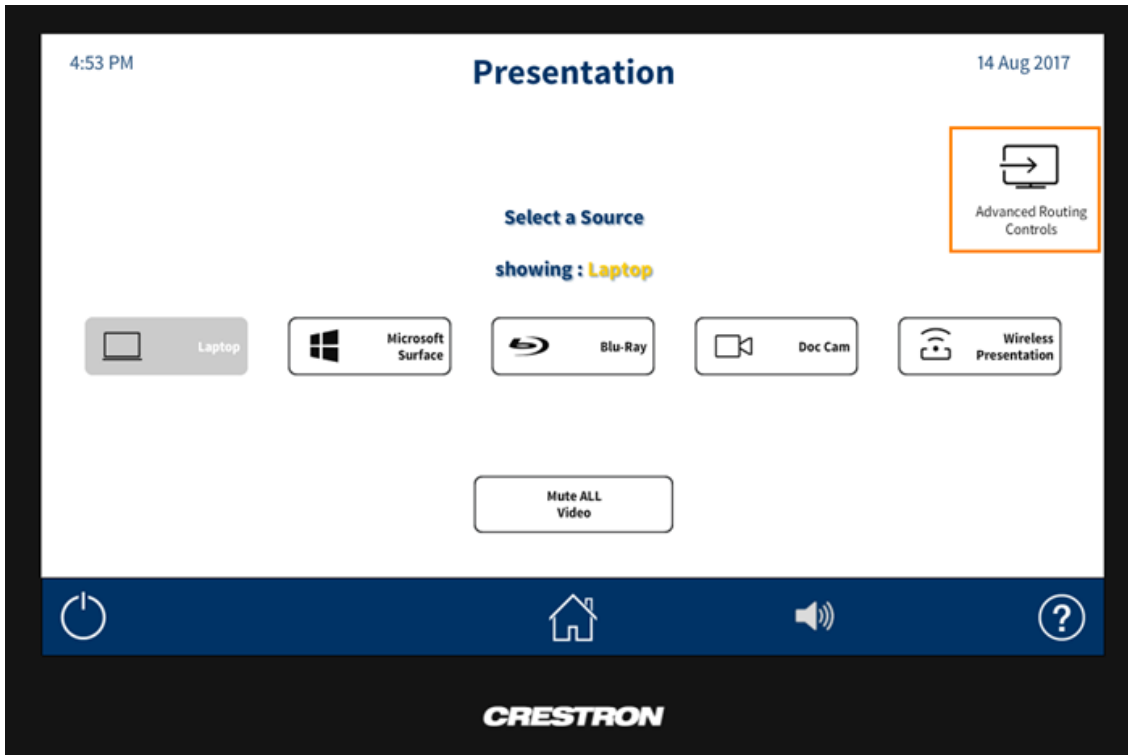 4:53 PM
Presentation
14 Aug 2017
Advanced Routing
Controls
Select a Source
showing : Laptop
Laptop
Microsoft
Surface
Blu-Ray
Doc Cam
Wireless
Presentation
Mute ALL
Video
?
CRESTRON